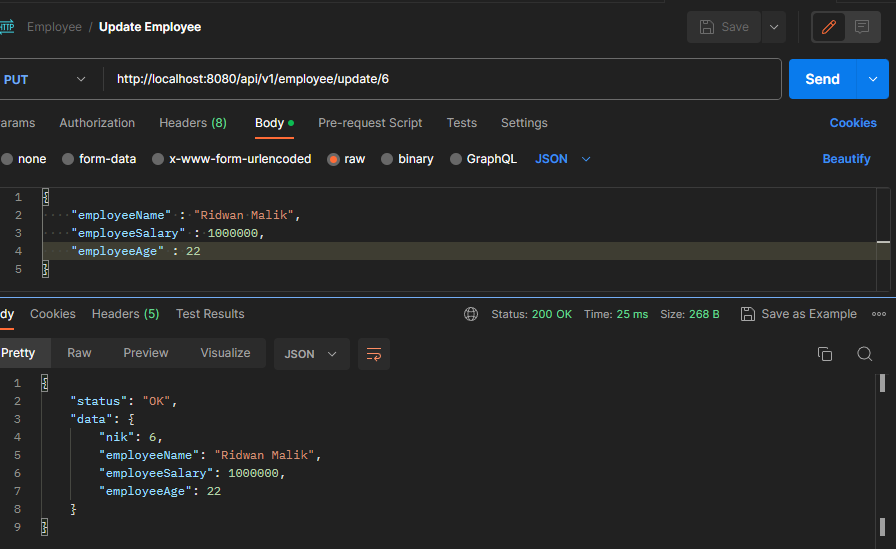 HTTP Employee / Update Employee Save
PUT http://localhost:8080/api/v1/employee/update/6 Send
arams Authorization Headers (8) Body Pre-request Script Tests Settings Cookies
none form-data x-www-form-urlencoded raw binary GraphQL JSON Beautify
1 {
2 "employeeName" : "Ridwan Malik",
3 "employeeSalary" : 1000000,
4 "employeeAge" : 22
5 }
dy Cookies Headers (5) Test Results Status: 200 OK Time: 25 ms Size: 268 B Save as Example
Pretty Raw Preview Visualize JSON
1 {
2 "status": "OK",
3 "data": {
4 "nik": 6,
5 "employeeName": "Ridwan Malik",
6 "employeeSalary": 1000000,
7 "employeeAge": 22
8 }
9 }